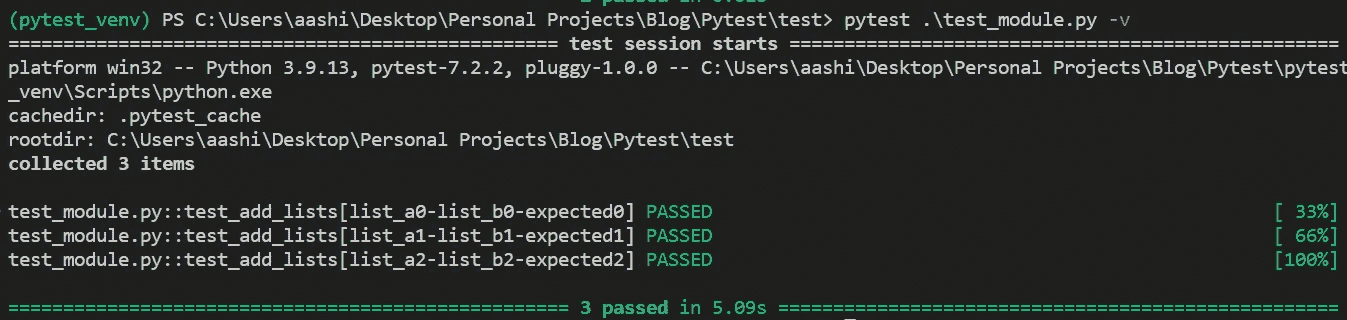 (pytest_venv) PS C:\Users\aashi\Desktop\Personal Projects\Blog\Pytest\test> pytest .\test_module.py -v
================================================== test session starts ==================================================
platform win32 -- Python 3.9.13, pytest-7.2.2, pluggy-1.0.0 -- C:\Users\aashi\Desktop\Personal Projects\Blog\Pytest\pytest
_venv\Scripts\python.exe
cachedir: .pytest_cache
rootdir: C:\Users\aashi\Desktop\Personal Projects\Blog\Pytest\test
collected 3 items
test_module.py::test_add_lists[list_a0-list_b0-expected0] PASSED [ 33%]
test_module.py::test_add_lists[list_a1-list_b1-expected1] PASSED [ 66%]
test_module.py::test_add_lists[list_a2-list_b2-expected2] PASSED [100%]
=================================================== 3 passed in 5.09s ===================================================